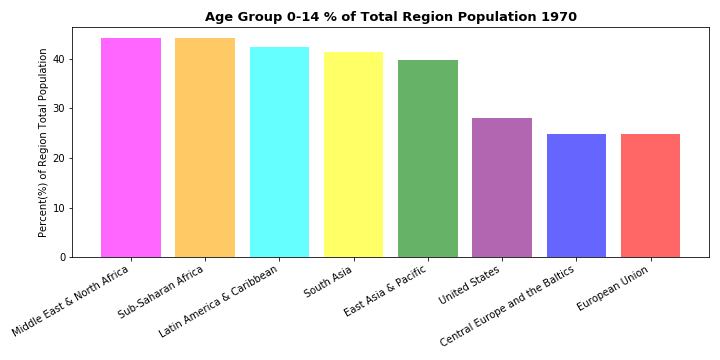 Age Group 0-14 % of Total Region Population 1970
Percent(%) of Region Total Population
40
30
20
10
0
Middle East & North Africa
Sub-Saharan Africa
Latin America & Caribbean
South Asia
East Asia & Pacific
United States
Central Europe and the Baltics
European Union